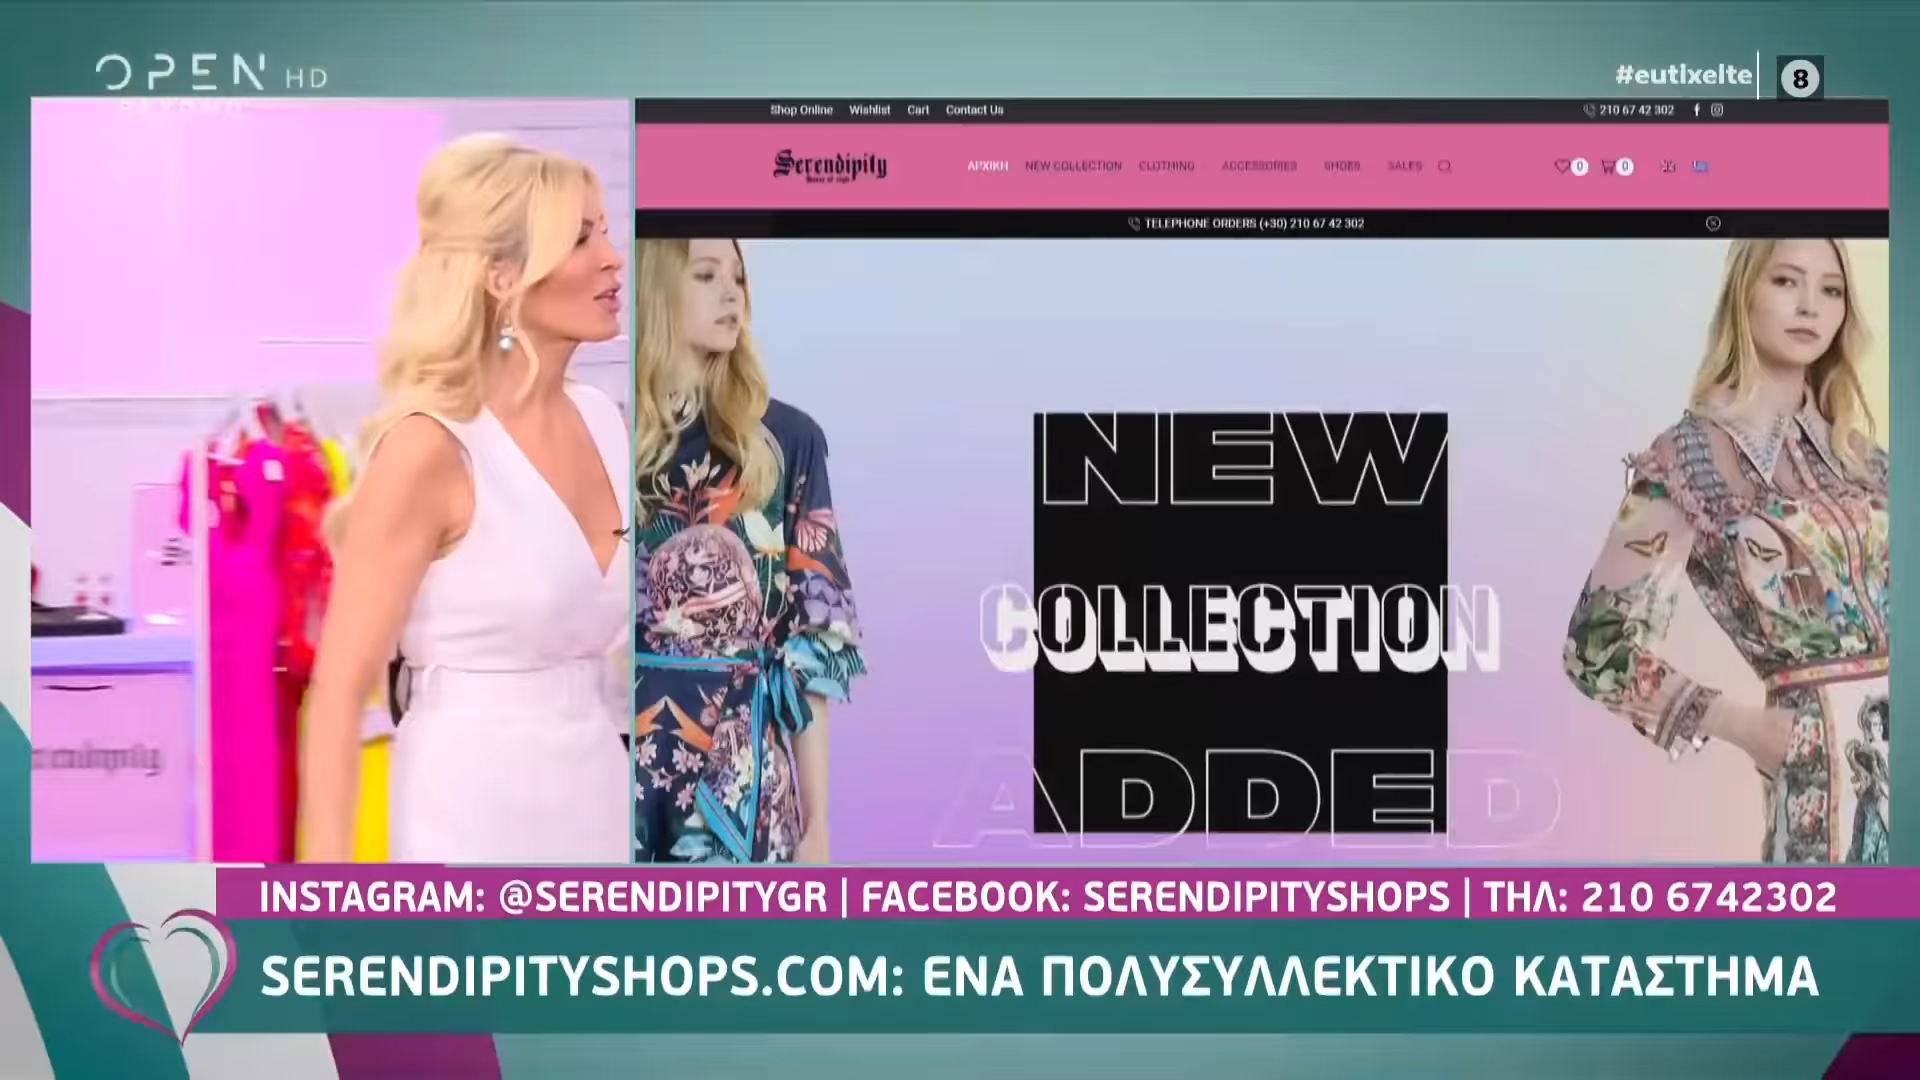 OPEN HD
BEYOND
#eutixeite
8
Shop Online Wishlist Cart Contact Us
210 67 42 302
Serendipity
ΑΡΧΙΚΗ NEW COLLECTION CLOTHING ACCESSORIES SHOES SALES
0 0
TELEPHONE ORDERS (+30) 210 67 42 302
NEW
COLLECTION
ADDED
INSTAGRAM: @SERENDIPITYGR | FACEBOOK: SERENDIPITYSHOPS | ΤΗΛ: 210 6742302
SERENDIPITYSHOPS.COM: ΕΝΑ ΠΟΛΥΣΥΛΛΕΚΤΙΚΟ ΚΑΤΑΣΤΗΜΑ